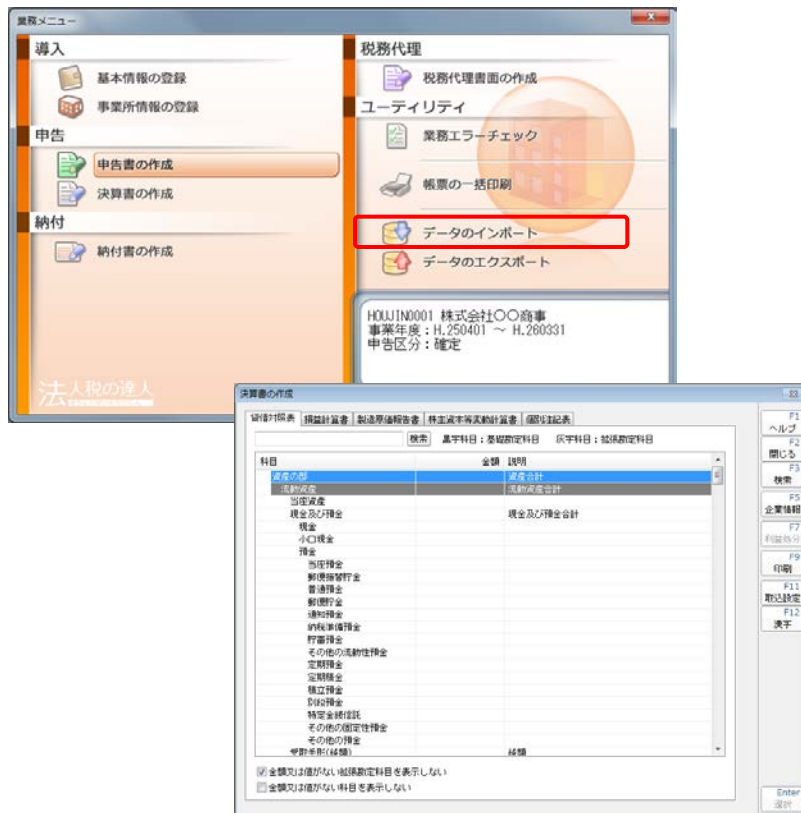 業務メニュー
導入
基本情報の登録
事業所情報の登録
申告
申告書の作成
決算書の作成
納付
納付書の作成
税務代理
税務代理書面の作成
ユーティリティ
業務エラーチェック
帳票の一括印刷
データのインポート
データのエクスポート
HOUJIN0001 株式会社〇〇商事
事業年度：H.250401 ～ H.260331
申告区分：確定
法人税の達人
決算書の作成
貸借対照表 損益計算書 製造原価報告書 株主資本等変動計算書 個別注記表
検索 黒字科目：基礎勘定科目 灰字科目：拡張勘定科目
科目 金額 説明
資産の部 資産合計
流動資産 流動資産合計
当座資産
現金及び預金 現金及び預金合計
現金
小口現金
預金
当座預金
郵便振替貯金
普通預金
郵便貯金
通知預金
納税準備預金
貯蓄預金
その他の流動性預金
定期預金
定期積金
積立預金
別段預金
特定金銭信託
その他の固定性預金
その他の預金
受取手形(純額) 純額
金額又は値がない拡張勘定科目を表示しない
金額又は値がない科目を表示しない
F1
ヘルプ
F2
閉じる
F3
検索
F5
企業情報
F7
利益処分
F9
印刷
F11
取込設定
F12
漢字
Enter
選択